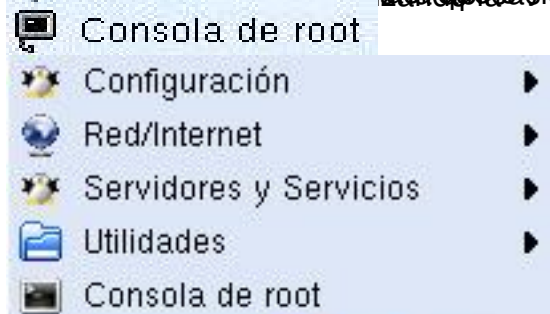 Consola de root
Configuración
Red/Internet
Servidores y Servicios
Utilidades
Consola de root